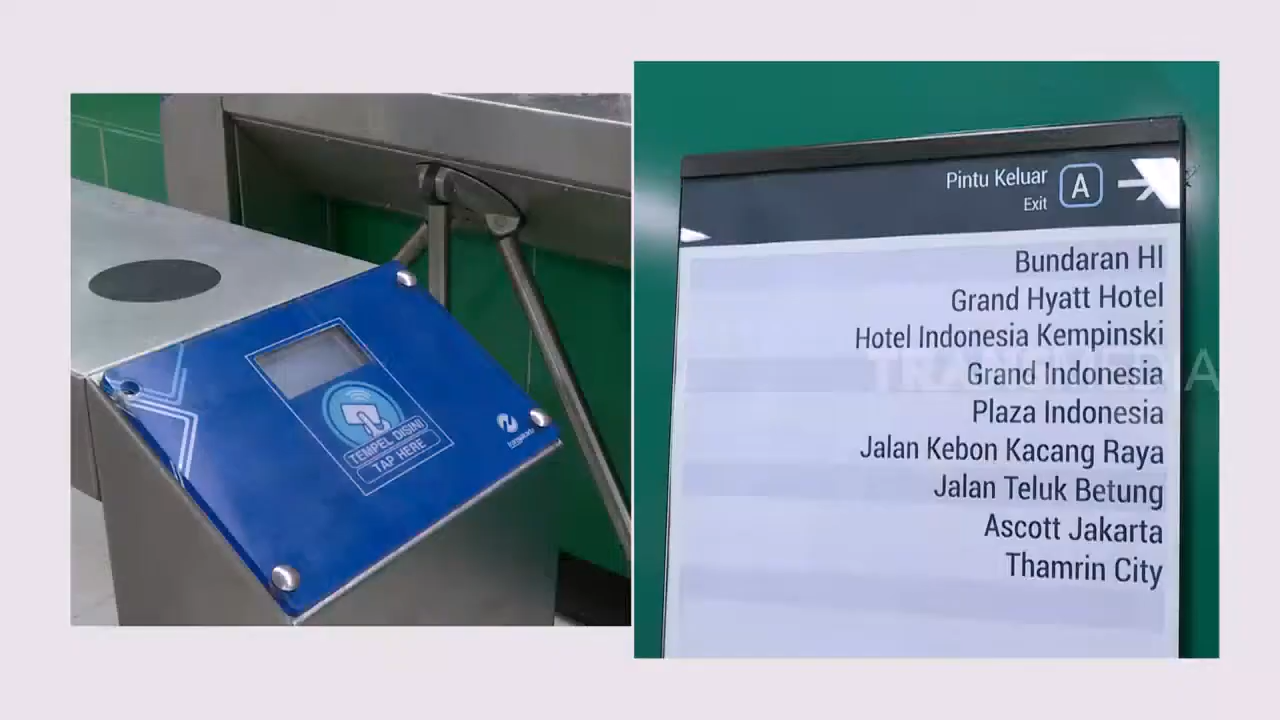 TEMPEL DISINI
TAP HERE
Pintu Keluar
Exit
A
Bundaran HI
Grand Hyatt Hotel
Hotel Indonesia Kempinski
Grand Indonesia
Plaza Indonesia
Jalan Kebon Kacang Raya
Jalan Teluk Betung
Ascott Jakarta
Thamrin City